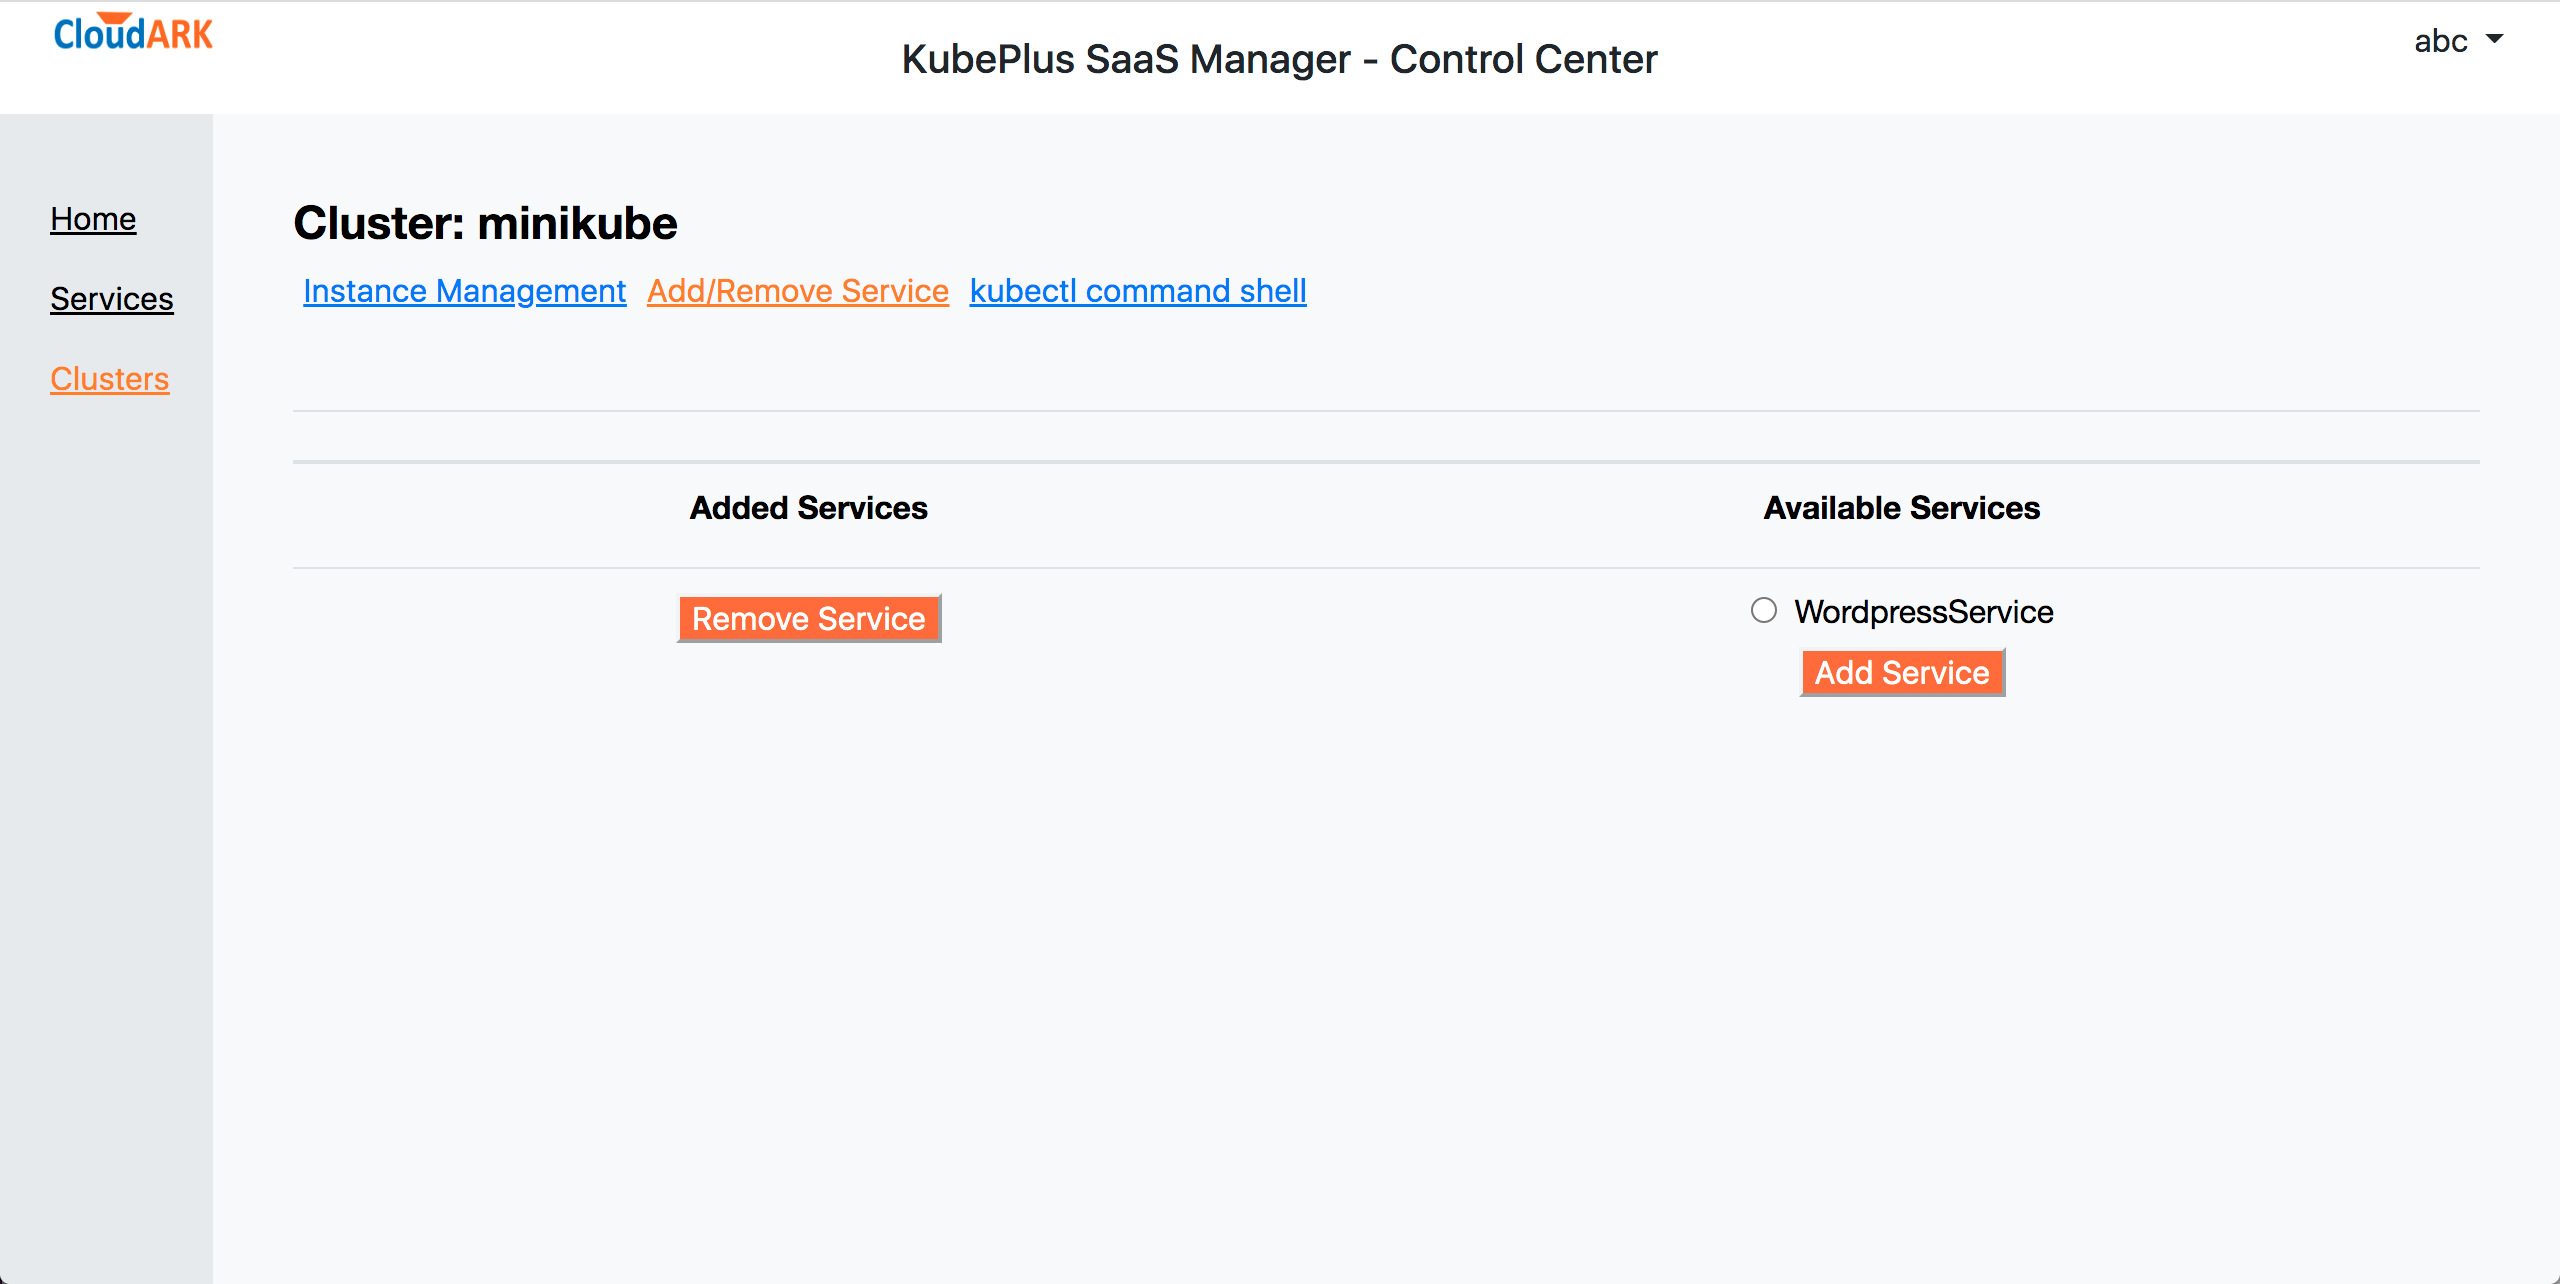 CloudARK
KubePlus SaaS Manager - Control Center
abc
Home
Services
Clusters
Cluster: minikube
Instance Management Add/Remove Service kubectl command shell
Added Services
Available Services
Remove Service
WordpressService
Add Service